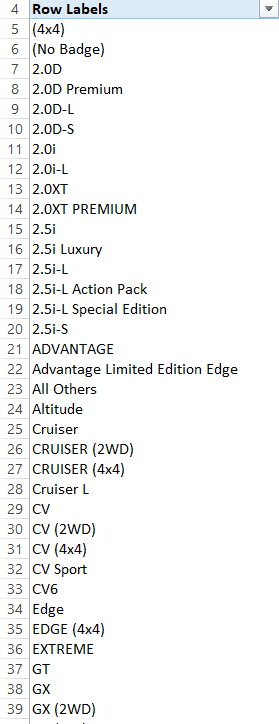 4 Row Labels
5 (4x4)
6 (No Badge)
7 2.0D
8 2.0D Premium
9 2.0D-L
10 2.0D-S
11 2.0i
12 2.0i-L
13 2.0XT
14 2.0XT PREMIUM
15 2.5i
16 2.5i Luxury
17 2.5i-L
18 2.5i-L Action Pack
19 2.5i-L Special Edition
20 2.5i-S
21 ADVANTAGE
22 Advantage Limited Edition Edge
23 All Others
24 Altitude
25 Cruiser
26 CRUISER (2WD)
27 CRUISER (4x4)
28 Cruiser L
29 CV
30 CV (2WD)
31 CV (4x4)
32 CV Sport
33 CV6
34 Edge
35 EDGE (4x4)
36 EXTREME
37 GT
38 GX
39 GX (2WD)